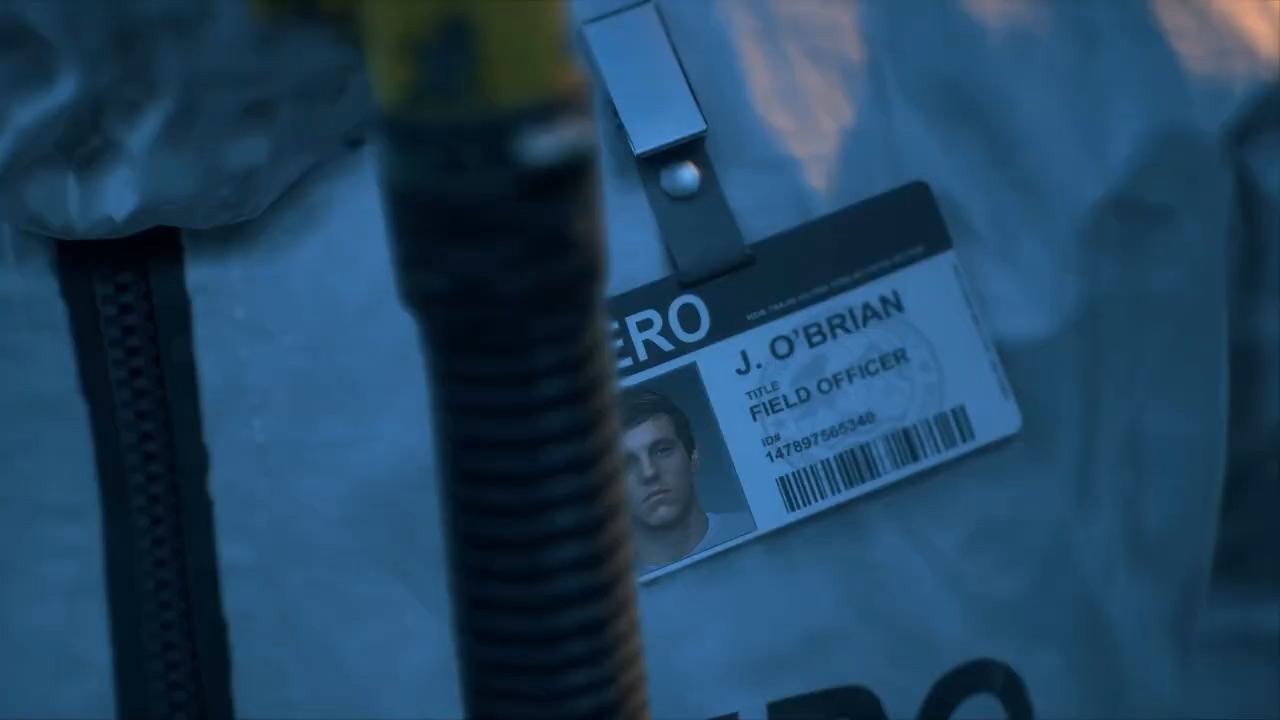 ERO
J. O'BRIAN
TITLE
FIELD OFFICER
ID#
147897565340